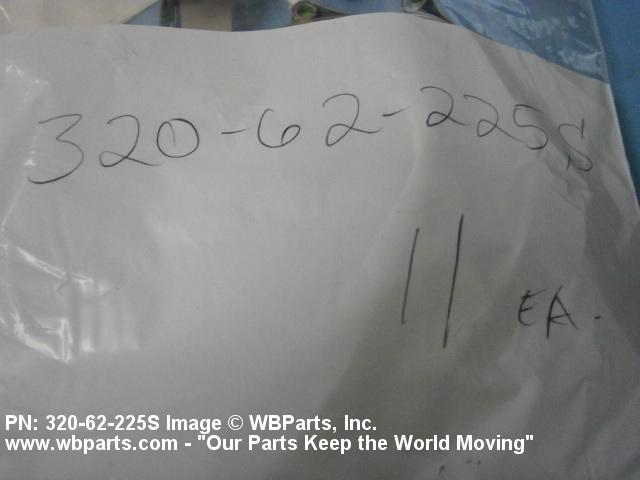 320-62-225S
11 EA.
PN: 320-62-225S Image © WBParts, Inc.
www.wbparts.com - "Our Parts Keep the World Moving"